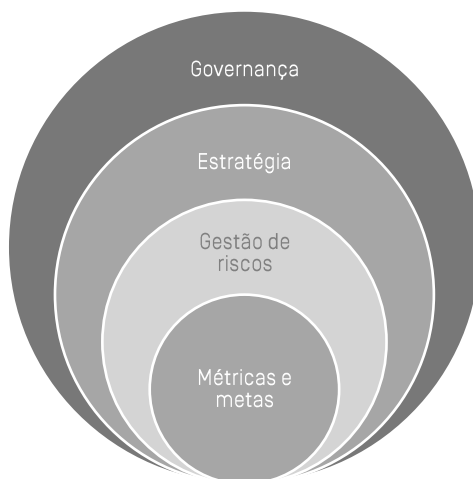 Governança
Estratégia
Gestão de
riscos
Métricas e
metas